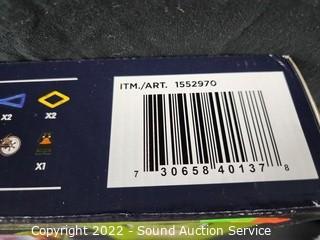 ITM./ART. 1552970
X2 X2
X1
7 30658 40137 8
Copyright 2022 - Sound Auction Service